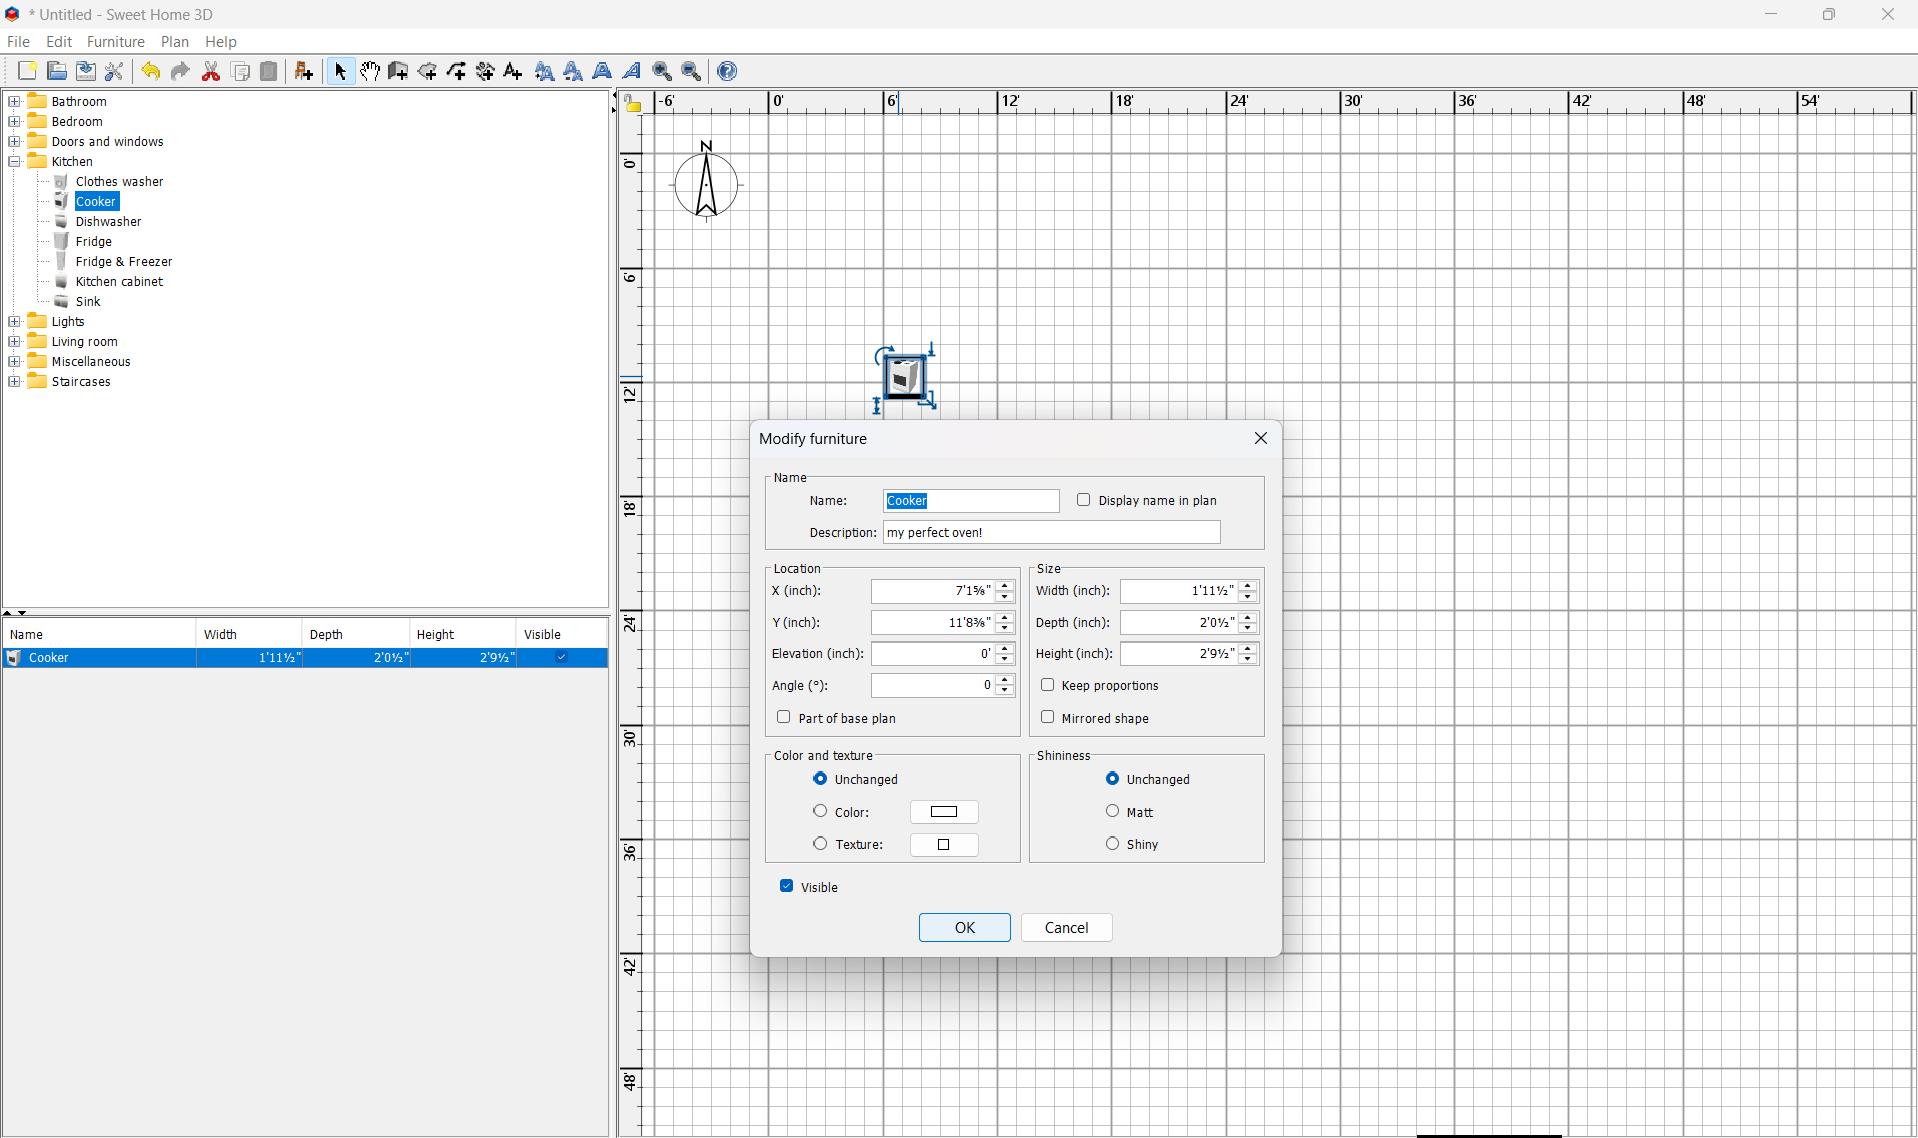 * Untitled - Sweet Home 3D
File Edit Furniture Plan Help
Bathroom
Bedroom
Doors and windows
Kitchen
Clothes washer
Cooker
Dishwasher
Fridge
Fridge & Freezer
Kitchen cabinet
Sink
Lights
Living room
Miscellaneous
Staircases
Name Width Depth Height Visible
Cooker 1'11½" 2'0½" 2'9½"
-6' 0' 6' 12' 18' 24' 30' 36' 42' 48' 54'
0'
6'
12'
18'
24'
30'
36'
42'
48'
N
Modify furniture
Name
Name: Cooker Display name in plan
Description: my perfect oven!
Location
X (inch): 7'1⅝"
Y (inch): 11'8⅜"
Elevation (inch): 0'
Angle (°): 0
Part of base plan
Size
Width (inch): 1'11½"
Depth (inch): 2'0½"
Height (inch): 2'9½"
Keep proportions
Mirrored shape
Color and texture
Unchanged
Color:
Texture:
Shininess
Unchanged
Matt
Shiny
Visible
OK Cancel